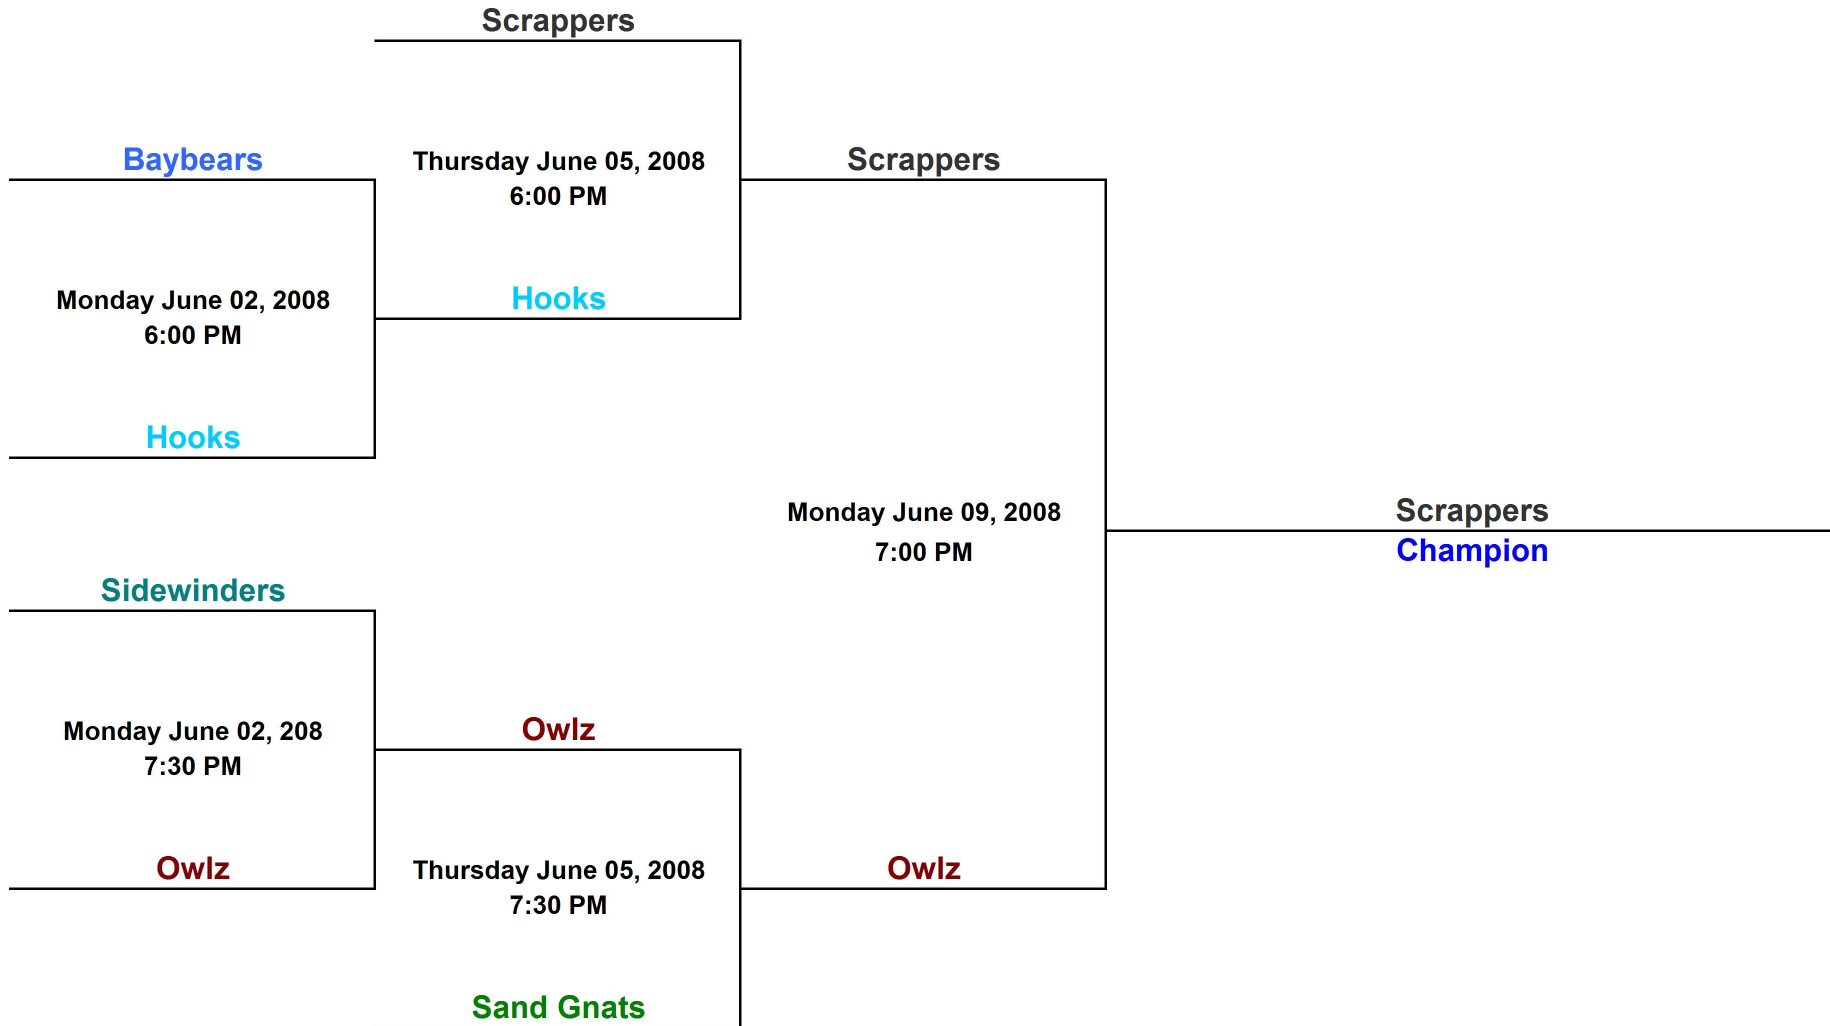 Scrappers
Baybears
Thursday June 05, 2008
6:00 PM
Scrappers
Monday June 02, 2008
6:00 PM
Hooks
Hooks
Monday June 09, 2008
7:00 PM
Scrappers
Champion
Sidewinders
Monday June 02, 208
7:30 PM
Owlz
Owlz
Thursday June 05, 2008
7:30 PM
Owlz
Sand Gnats